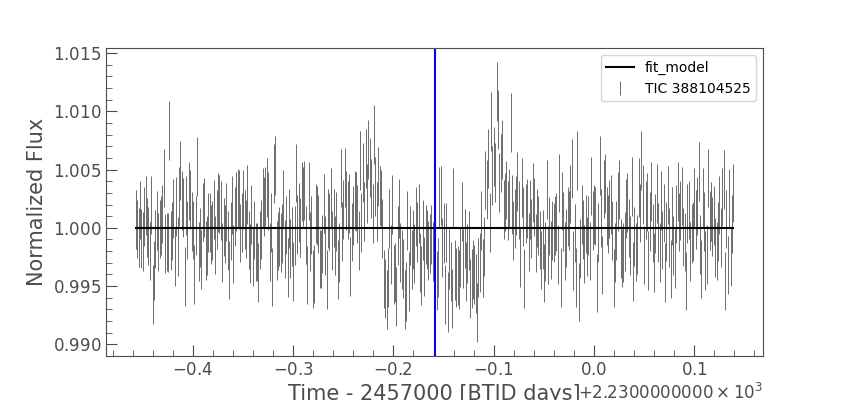 1.015
1.010
1.005
1.000
0.995
0.990
Normalized Flux
fit_model
TIC 388104525
−0.4 −0.3 −0.2 −0.1 0.0 0.1
Time - 2457000 [BTJD days] +2.2300000000 × 10³